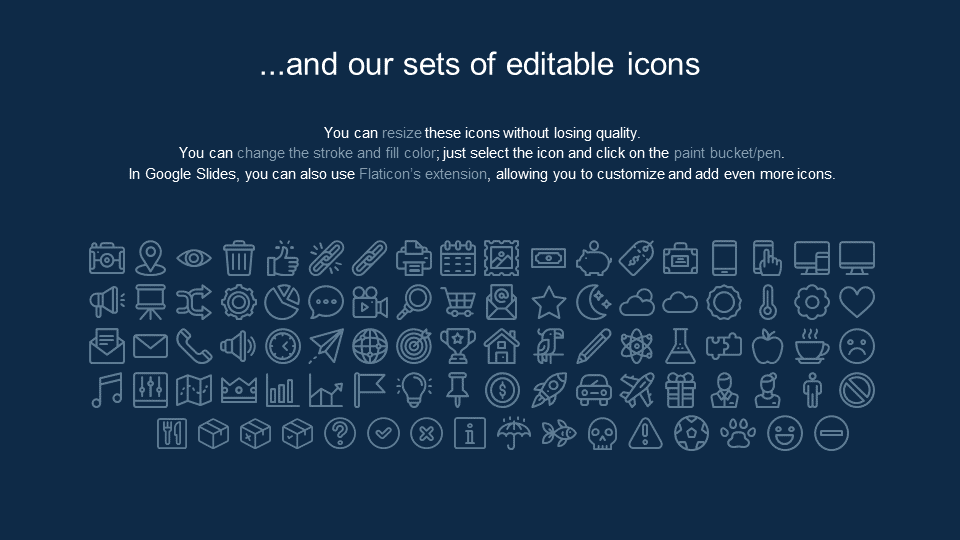 ...and our sets of editable icons
You can resize these icons without losing quality.
You can change the stroke and fill color; just select the icon and click on the paint bucket/pen.
In Google Slides, you can also use Flaticon's extension, allowing you to customize and add even more icons.